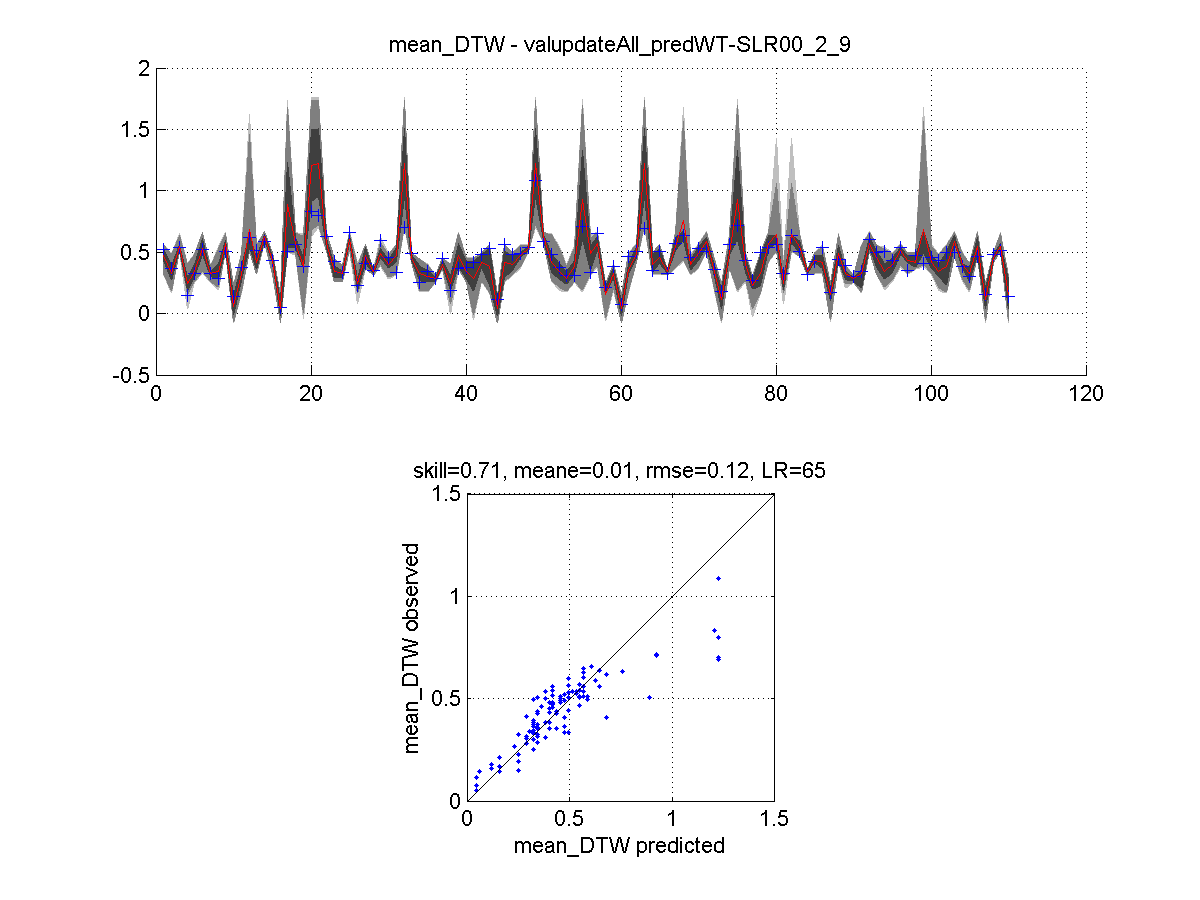 mean_DTW - valupdateAll_predWT-SLR00_2_9
2
1.5
1
0.5
0
-0.5
0 20 40 60 80 100 120
skill=0.71, meane=0.01, rmse=0.12, LR=65
mean_DTW observed
1.5
1
0.5
0
0 0.5 1 1.5
mean_DTW predicted